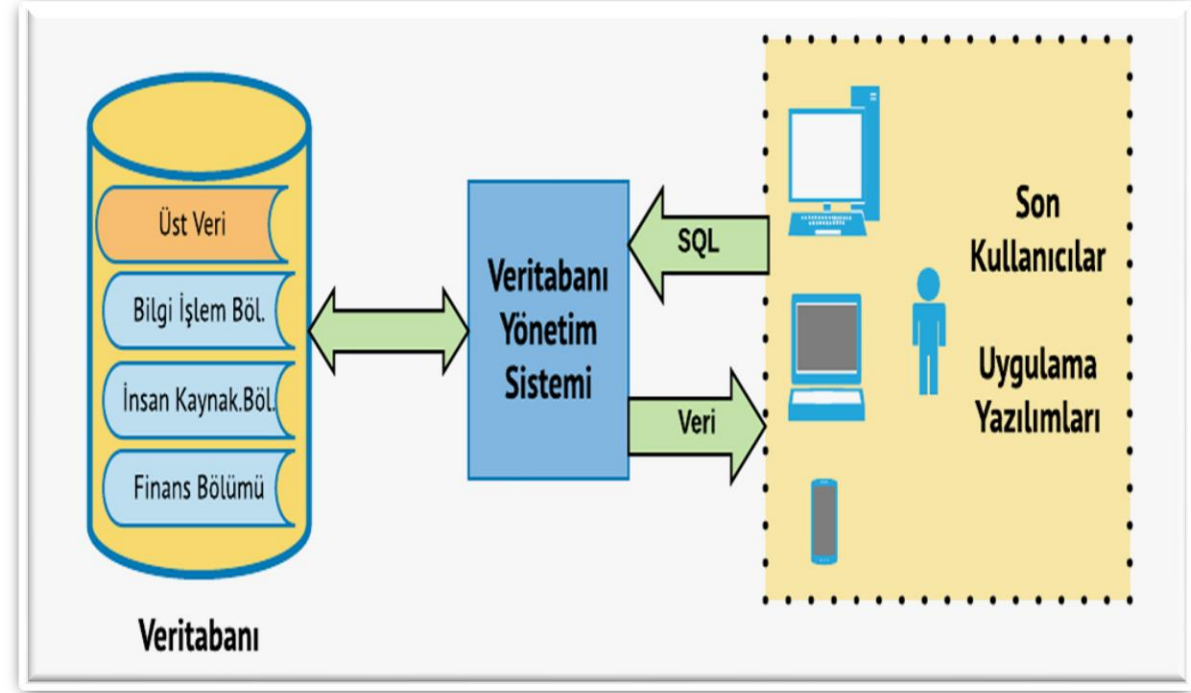 Üst Veri
Bilgi İşlem Böl.
İnsan Kaynak.Böl.
Finans Bölümü
Veritabanı
Veritabanı
Yönetim
Sistemi
SQL
Veri
Son
Kullanıcılar
Uygulama
Yazılımları